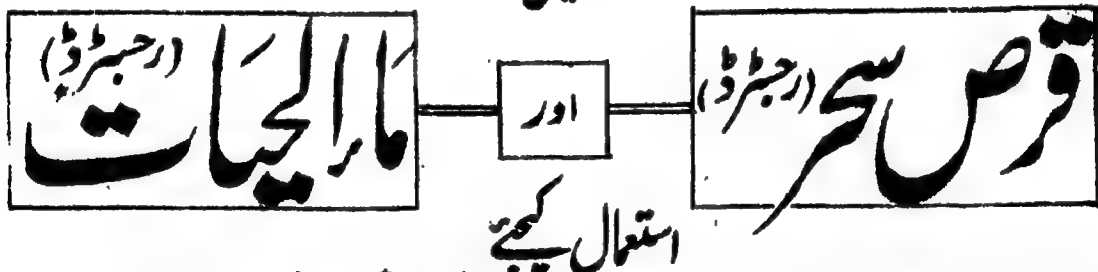 قرص سحر (رجسٹرڈ) اور ماءالحیات (رجسٹرڈ)
استعمال کیجئے